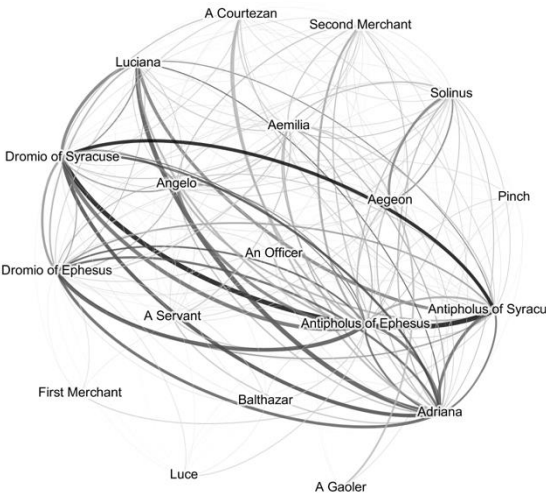 A Courtezan
Second Merchant
Luciana
Solinus
Aemilia
Dromio of Syracuse
Angelo
Aegeon
Pinch
An Officer
Dromio of Ephesus
Antipholus of Syracu
A Servant
Antipholus of Ephesus
First Merchant
Balthazar
Adriana
Luce
A Gaoler